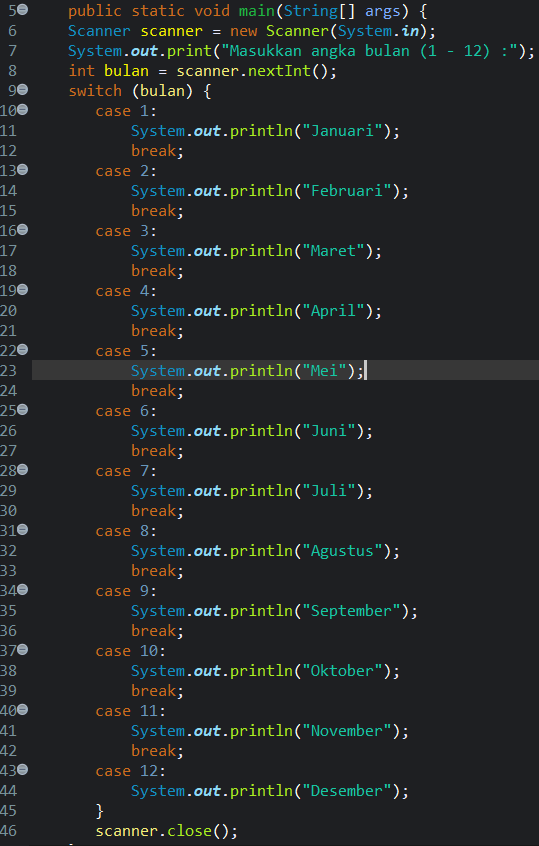 5 public static void main(String[] args) {
6 Scanner scanner = new Scanner(System.in);
7 System.out.print("Masukkan angka bulan (1 - 12) :");
8 int bulan = scanner.nextInt();
9 switch (bulan) {
10 case 1:
11 System.out.println("Januari");
12 break;
13 case 2:
14 System.out.println("Februari");
15 break;
16 case 3:
17 System.out.println("Maret");
18 break;
19 case 4:
20 System.out.println("April");
21 break;
22 case 5:
23 System.out.println("Mei");
24 break;
25 case 6:
26 System.out.println("Juni");
27 break;
28 case 7:
29 System.out.println("Juli");
30 break;
31 case 8:
32 System.out.println("Agustus");
33 break;
34 case 9:
35 System.out.println("September");
36 break;
37 case 10:
38 System.out.println("Oktober");
39 break;
40 case 11:
41 System.out.println("November");
42 break;
43 case 12:
44 System.out.println("Desember");
45 }
46 scanner.close();